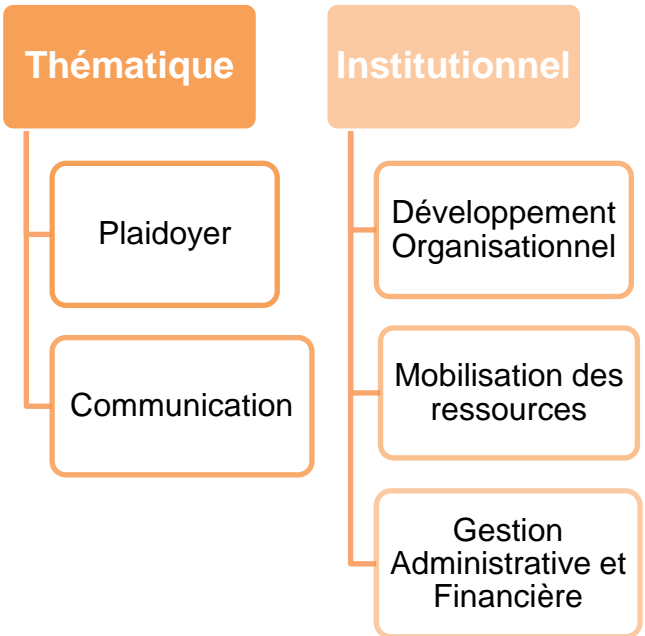 Thématique
Plaidoyer
Communication
Institutionnel
Développement
Organisationnel
Mobilisation des
ressources
Gestion
Administrative et
Financière